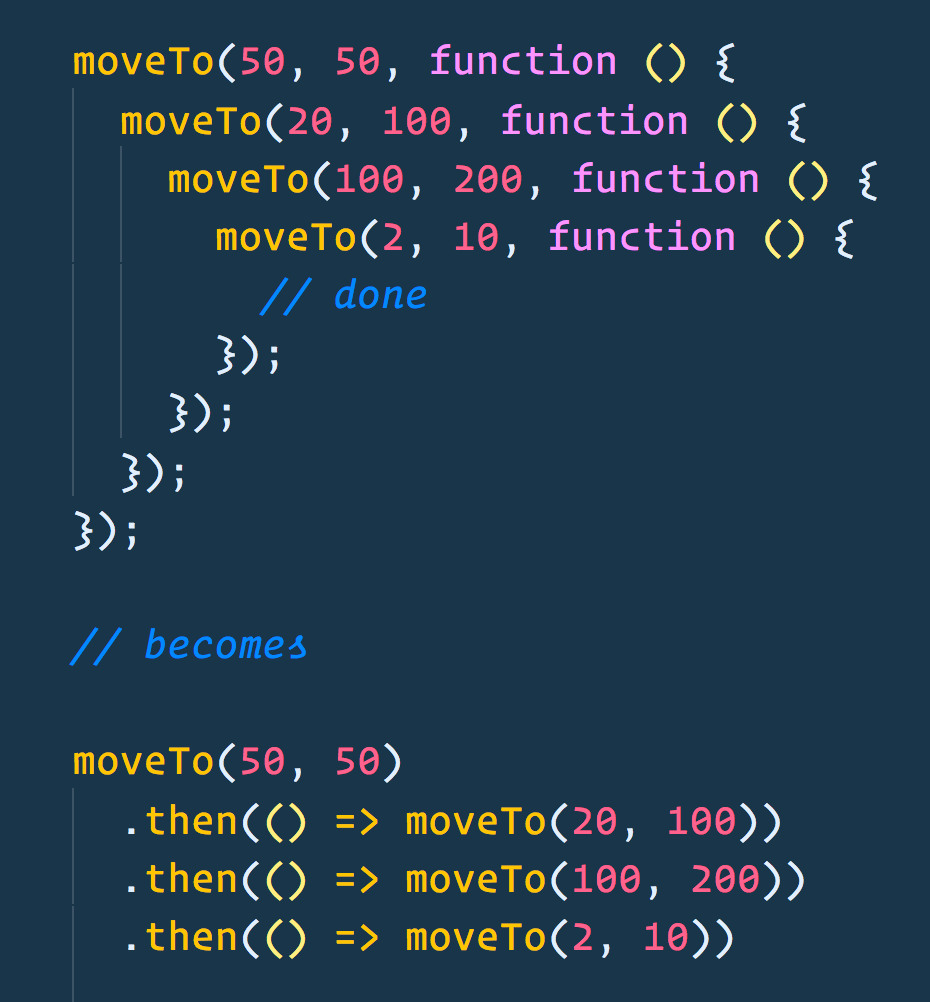 moveTo(50, 50, function () {
  moveTo(20, 100, function () {
    moveTo(100, 200, function () {
      moveTo(2, 10, function () {
        // done
      });
    });
  });
});
// becomes
moveTo(50, 50)
  .then(() => moveTo(20, 100))
  .then(() => moveTo(100, 200))
  .then(() => moveTo(2, 10))